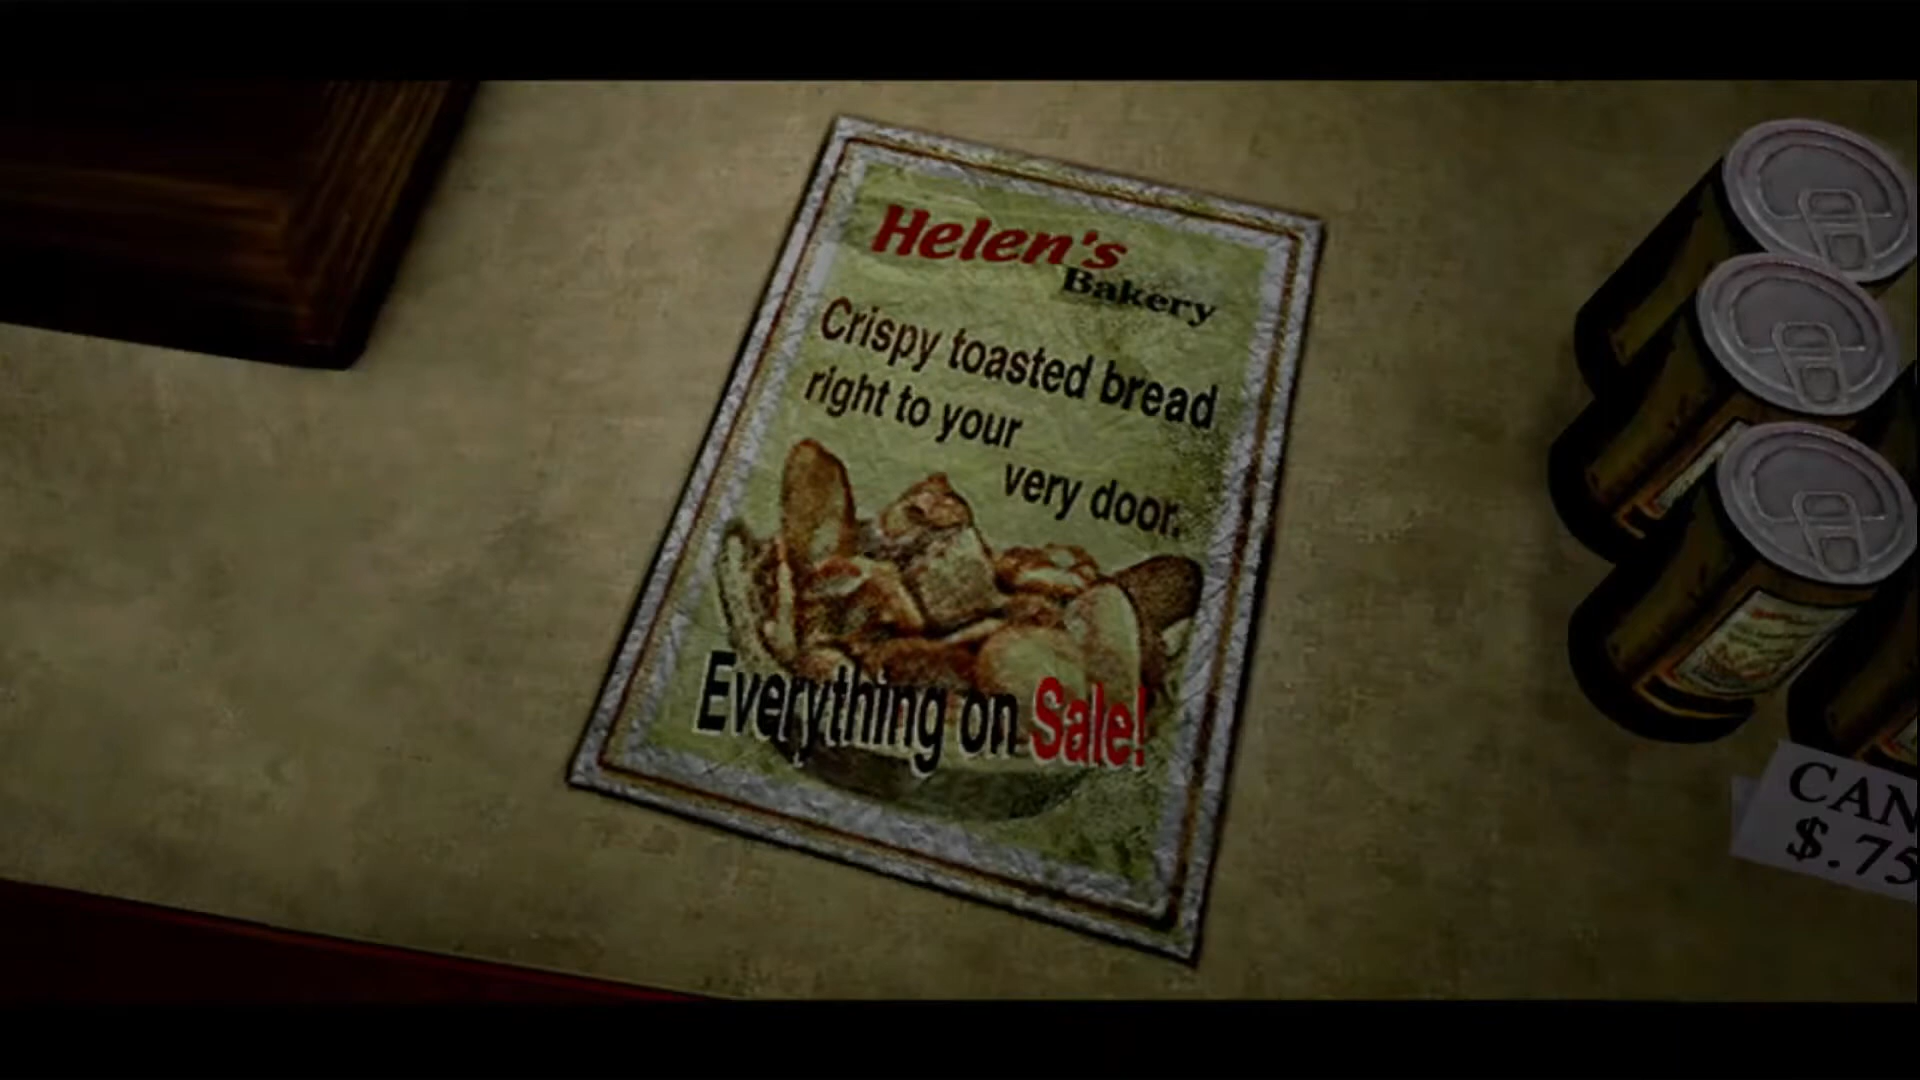 Helen's
Bakery
Crispy toasted bread
right to your
very door.
Everything on Sale!
CAN
$.75